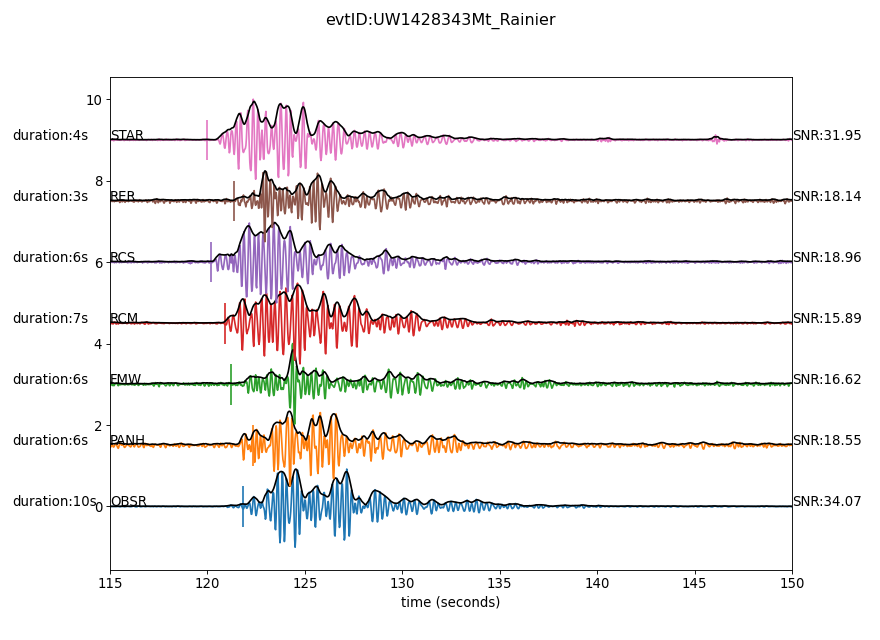 evtID:UW1428343Mt_Rainier
10
duration:4s STAR SNR:31.95
8
duration:3s RER SNR:18.14
duration:6s RCS SNR:18.96
6
duration:7s RCM SNR:15.89
4
duration:6s FMW SNR:16.62
2
duration:6s PANH SNR:18.55
duration:10s OBSR SNR:34.07
0
115 120 125 130 135 140 145 150
time (seconds)